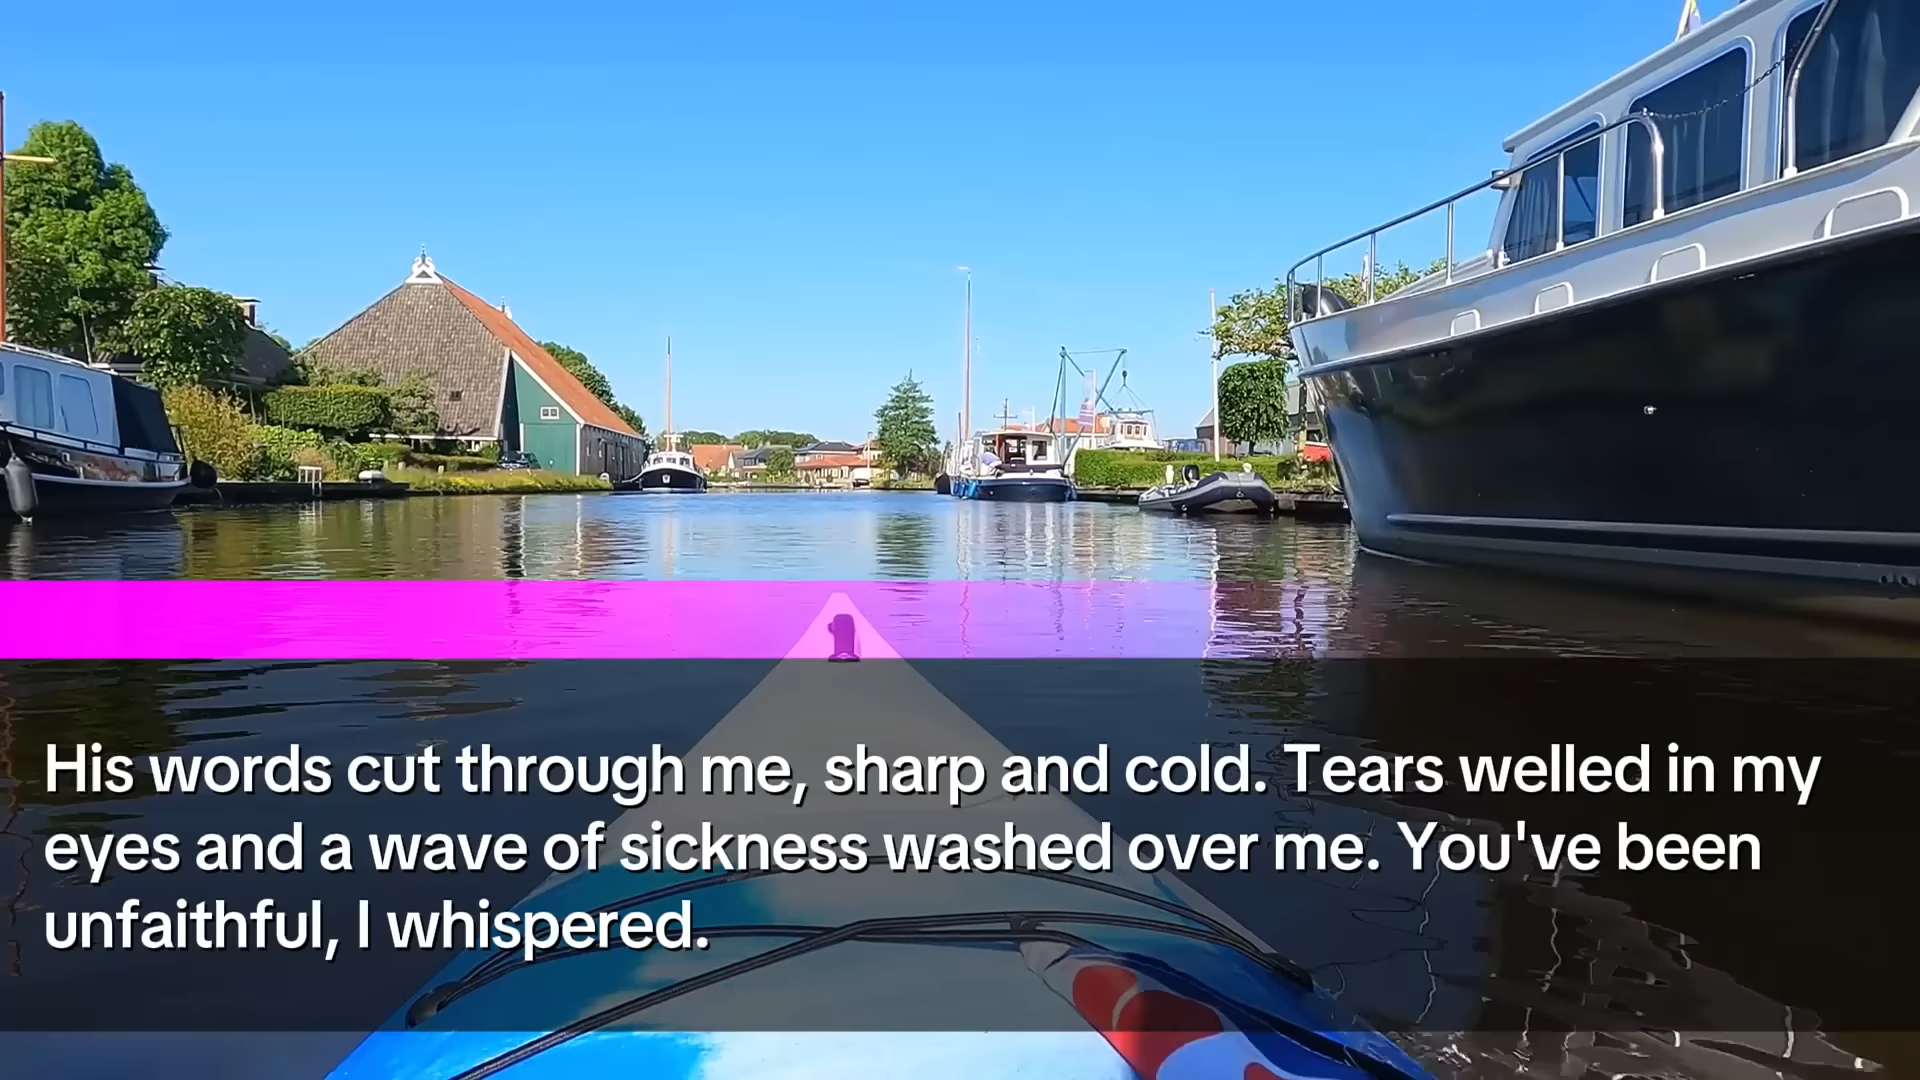 His words cut through me, sharp and cold. Tears welled in my
eyes and a wave of sickness washed over me. You've been
unfaithful, I whispered.